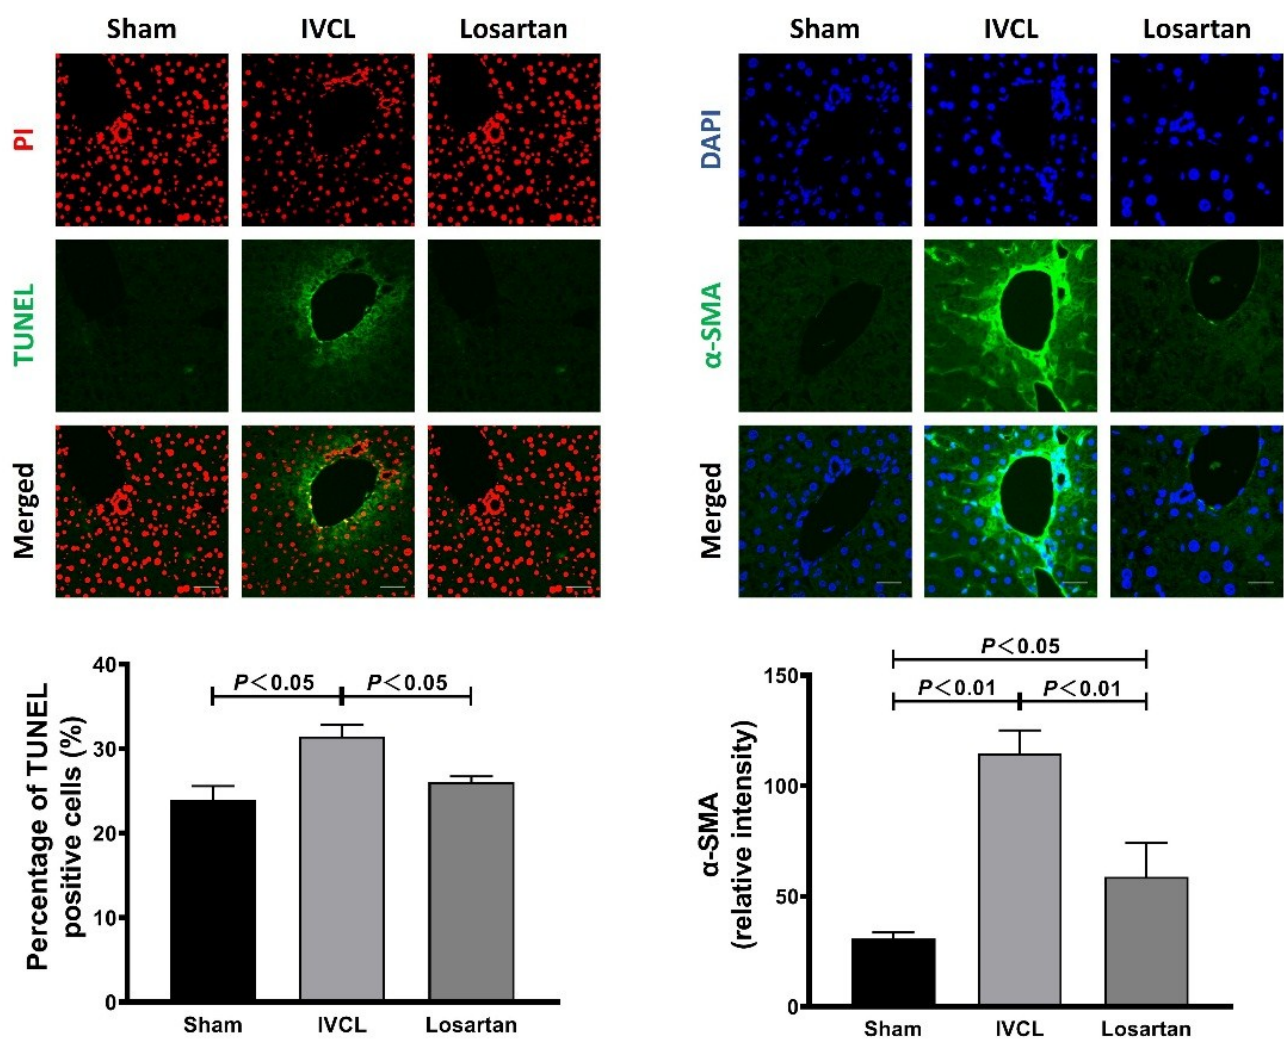 Sham IVCL Losartan
PI
TUNEL
Merged
Sham IVCL Losartan
DAPI
α-SMA
Merged
Percentage of TUNEL
positive cells (%)
40
30
20
10
0
P<0.05 P<0.05
Sham IVCL Losartan
α-SMA
(relative intensity)
150
100
50
0
P<0.05
P<0.01 P<0.01
Sham IVCL Losartan